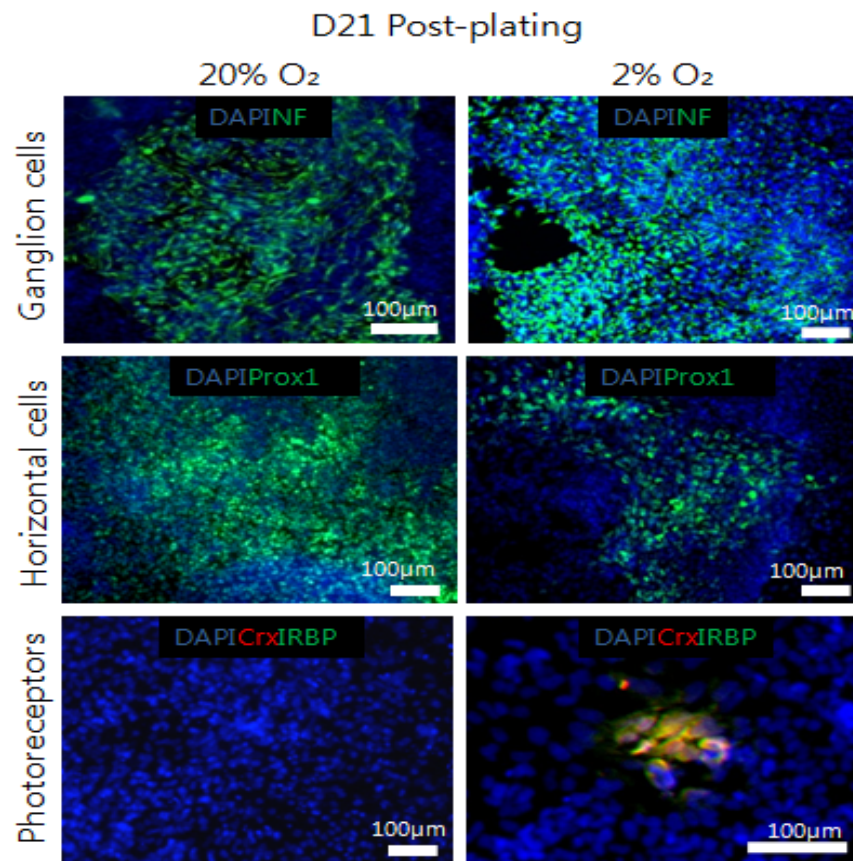 D21 Post-plating
20% O₂
2% O₂
Ganglion cells
DAPINF
100µm
DAPINF
100µm
Horizontal cells
DAPIProx1
100µm
DAPIProx1
100µm
Photoreceptors
DAPICrxIRBP
100µm
DAPICrxIRBP
100µm